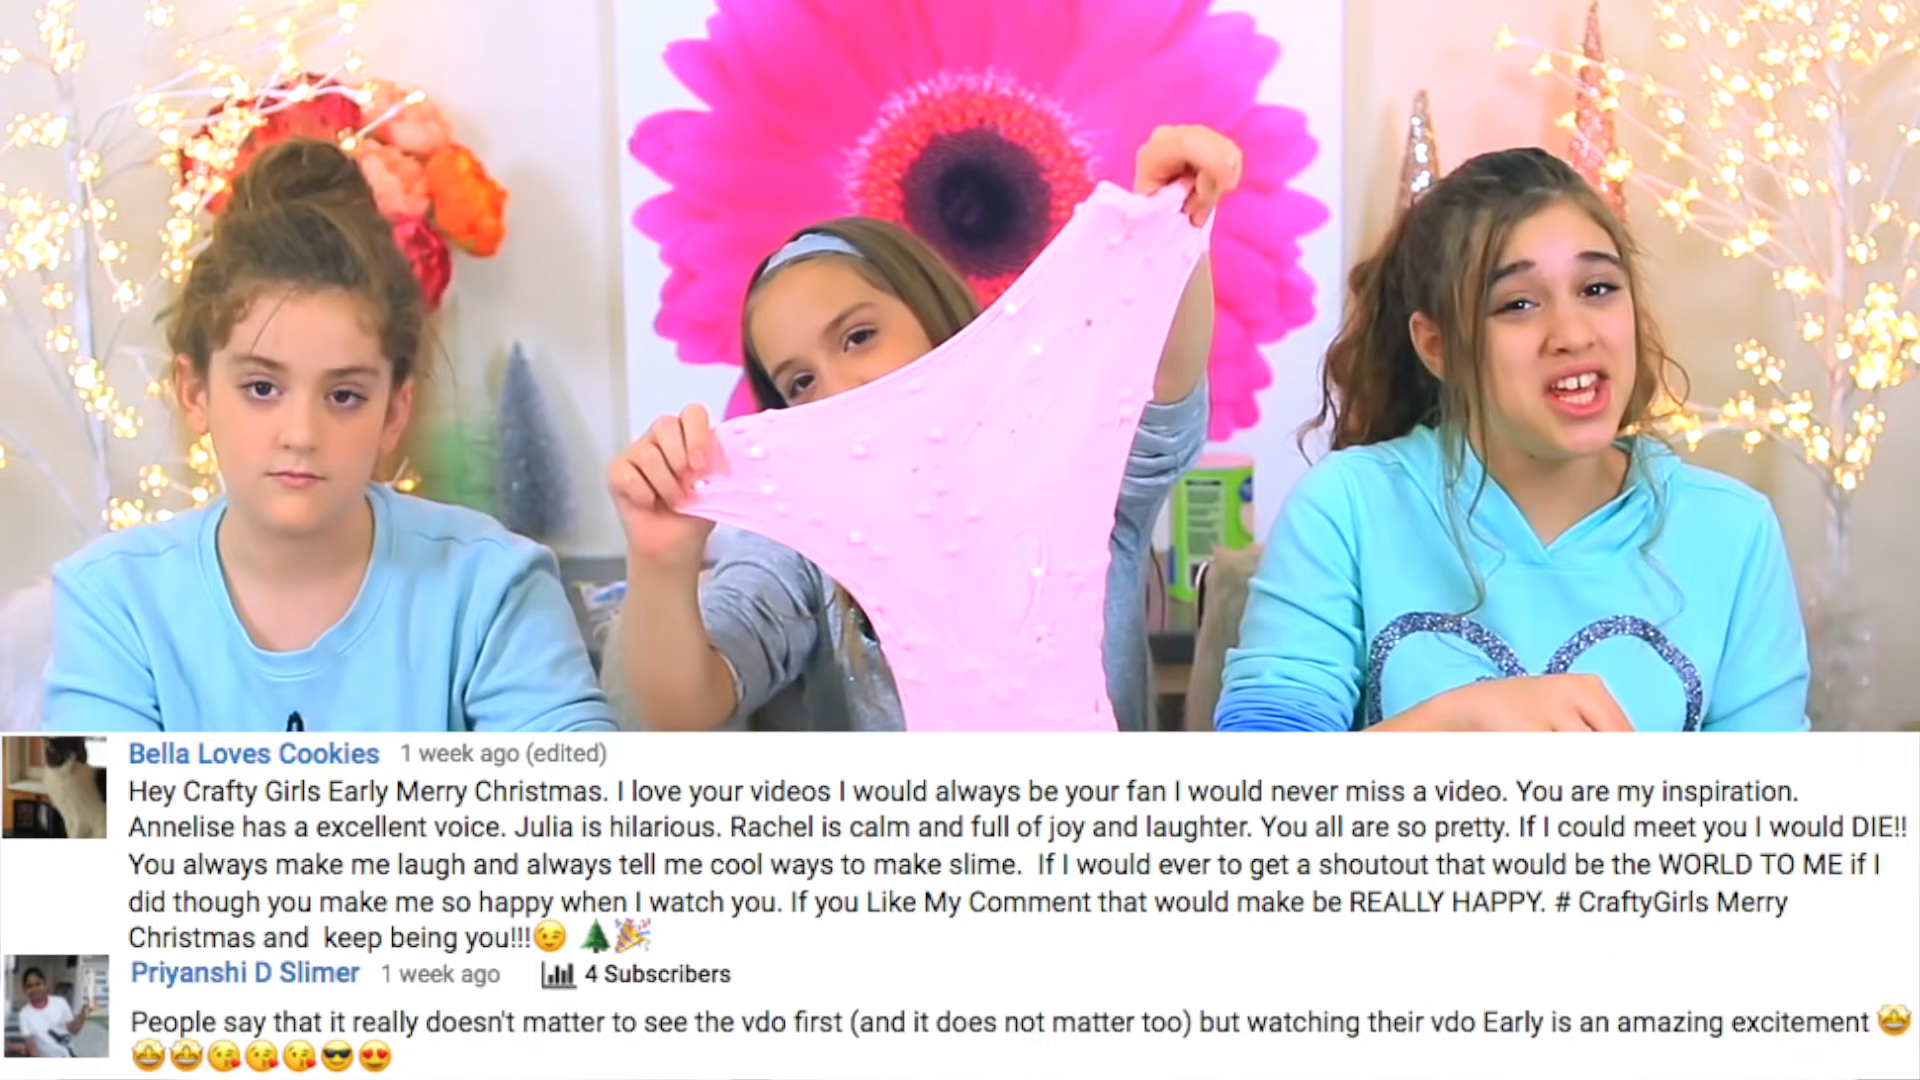 Bella Loves Cookies 1 week ago (edited)
Hey Crafty Girls Early Merry Christmas. I love your videos I would always be your fan I would never miss a video. You are my inspiration.
Annelise has a excellent voice. Julia is hilarious. Rachel is calm and full of joy and laughter. You all are so pretty. If I could meet you I would DIE!!
You always make me laugh and always tell me cool ways to make slime. If I would ever to get a shoutout that would be the WORLD TO ME if I
did though you make me so happy when I watch you. If you Like My Comment that would make be REALLY HAPPY. # CraftyGirls Merry
Christmas and keep being you!!!😉 🌲🎉
Priyanshi D Slimer 1 week ago 4 Subscribers
People say that it really doesn't matter to see the vdo first (and it does not matter too) but watching their vdo Early is an amazing excitement 🤩
🤩🤩😘😘😘😎😍